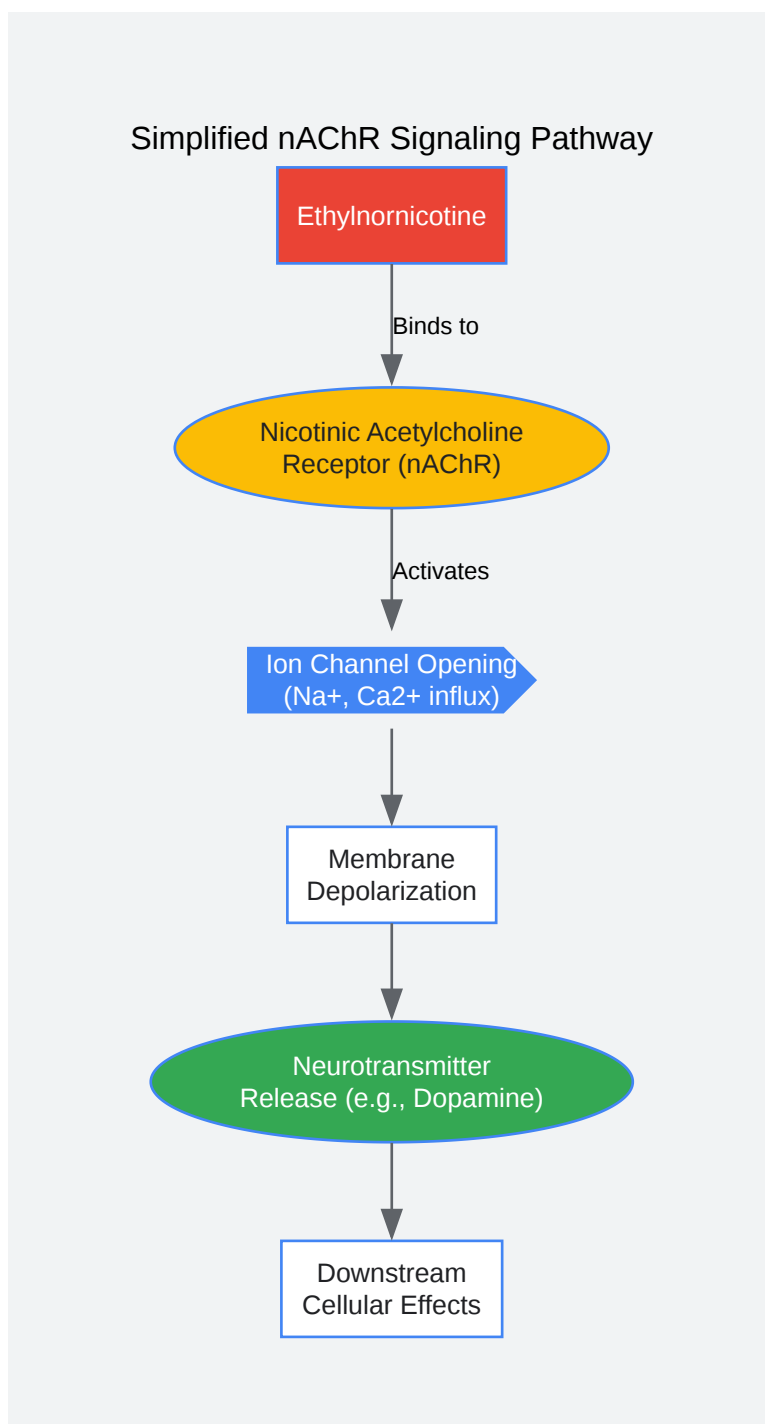 Simplified nAChR Signaling Pathway
Ethylnornicotine
Binds to
Nicotinic Acetylcholine
Receptor (nAChR)
Activates
Ion Channel Opening
(Na+, Ca2+ influx)
Membrane
Depolarization
Neurotransmitter
Release (e.g., Dopamine)
Downstream
Cellular Effects